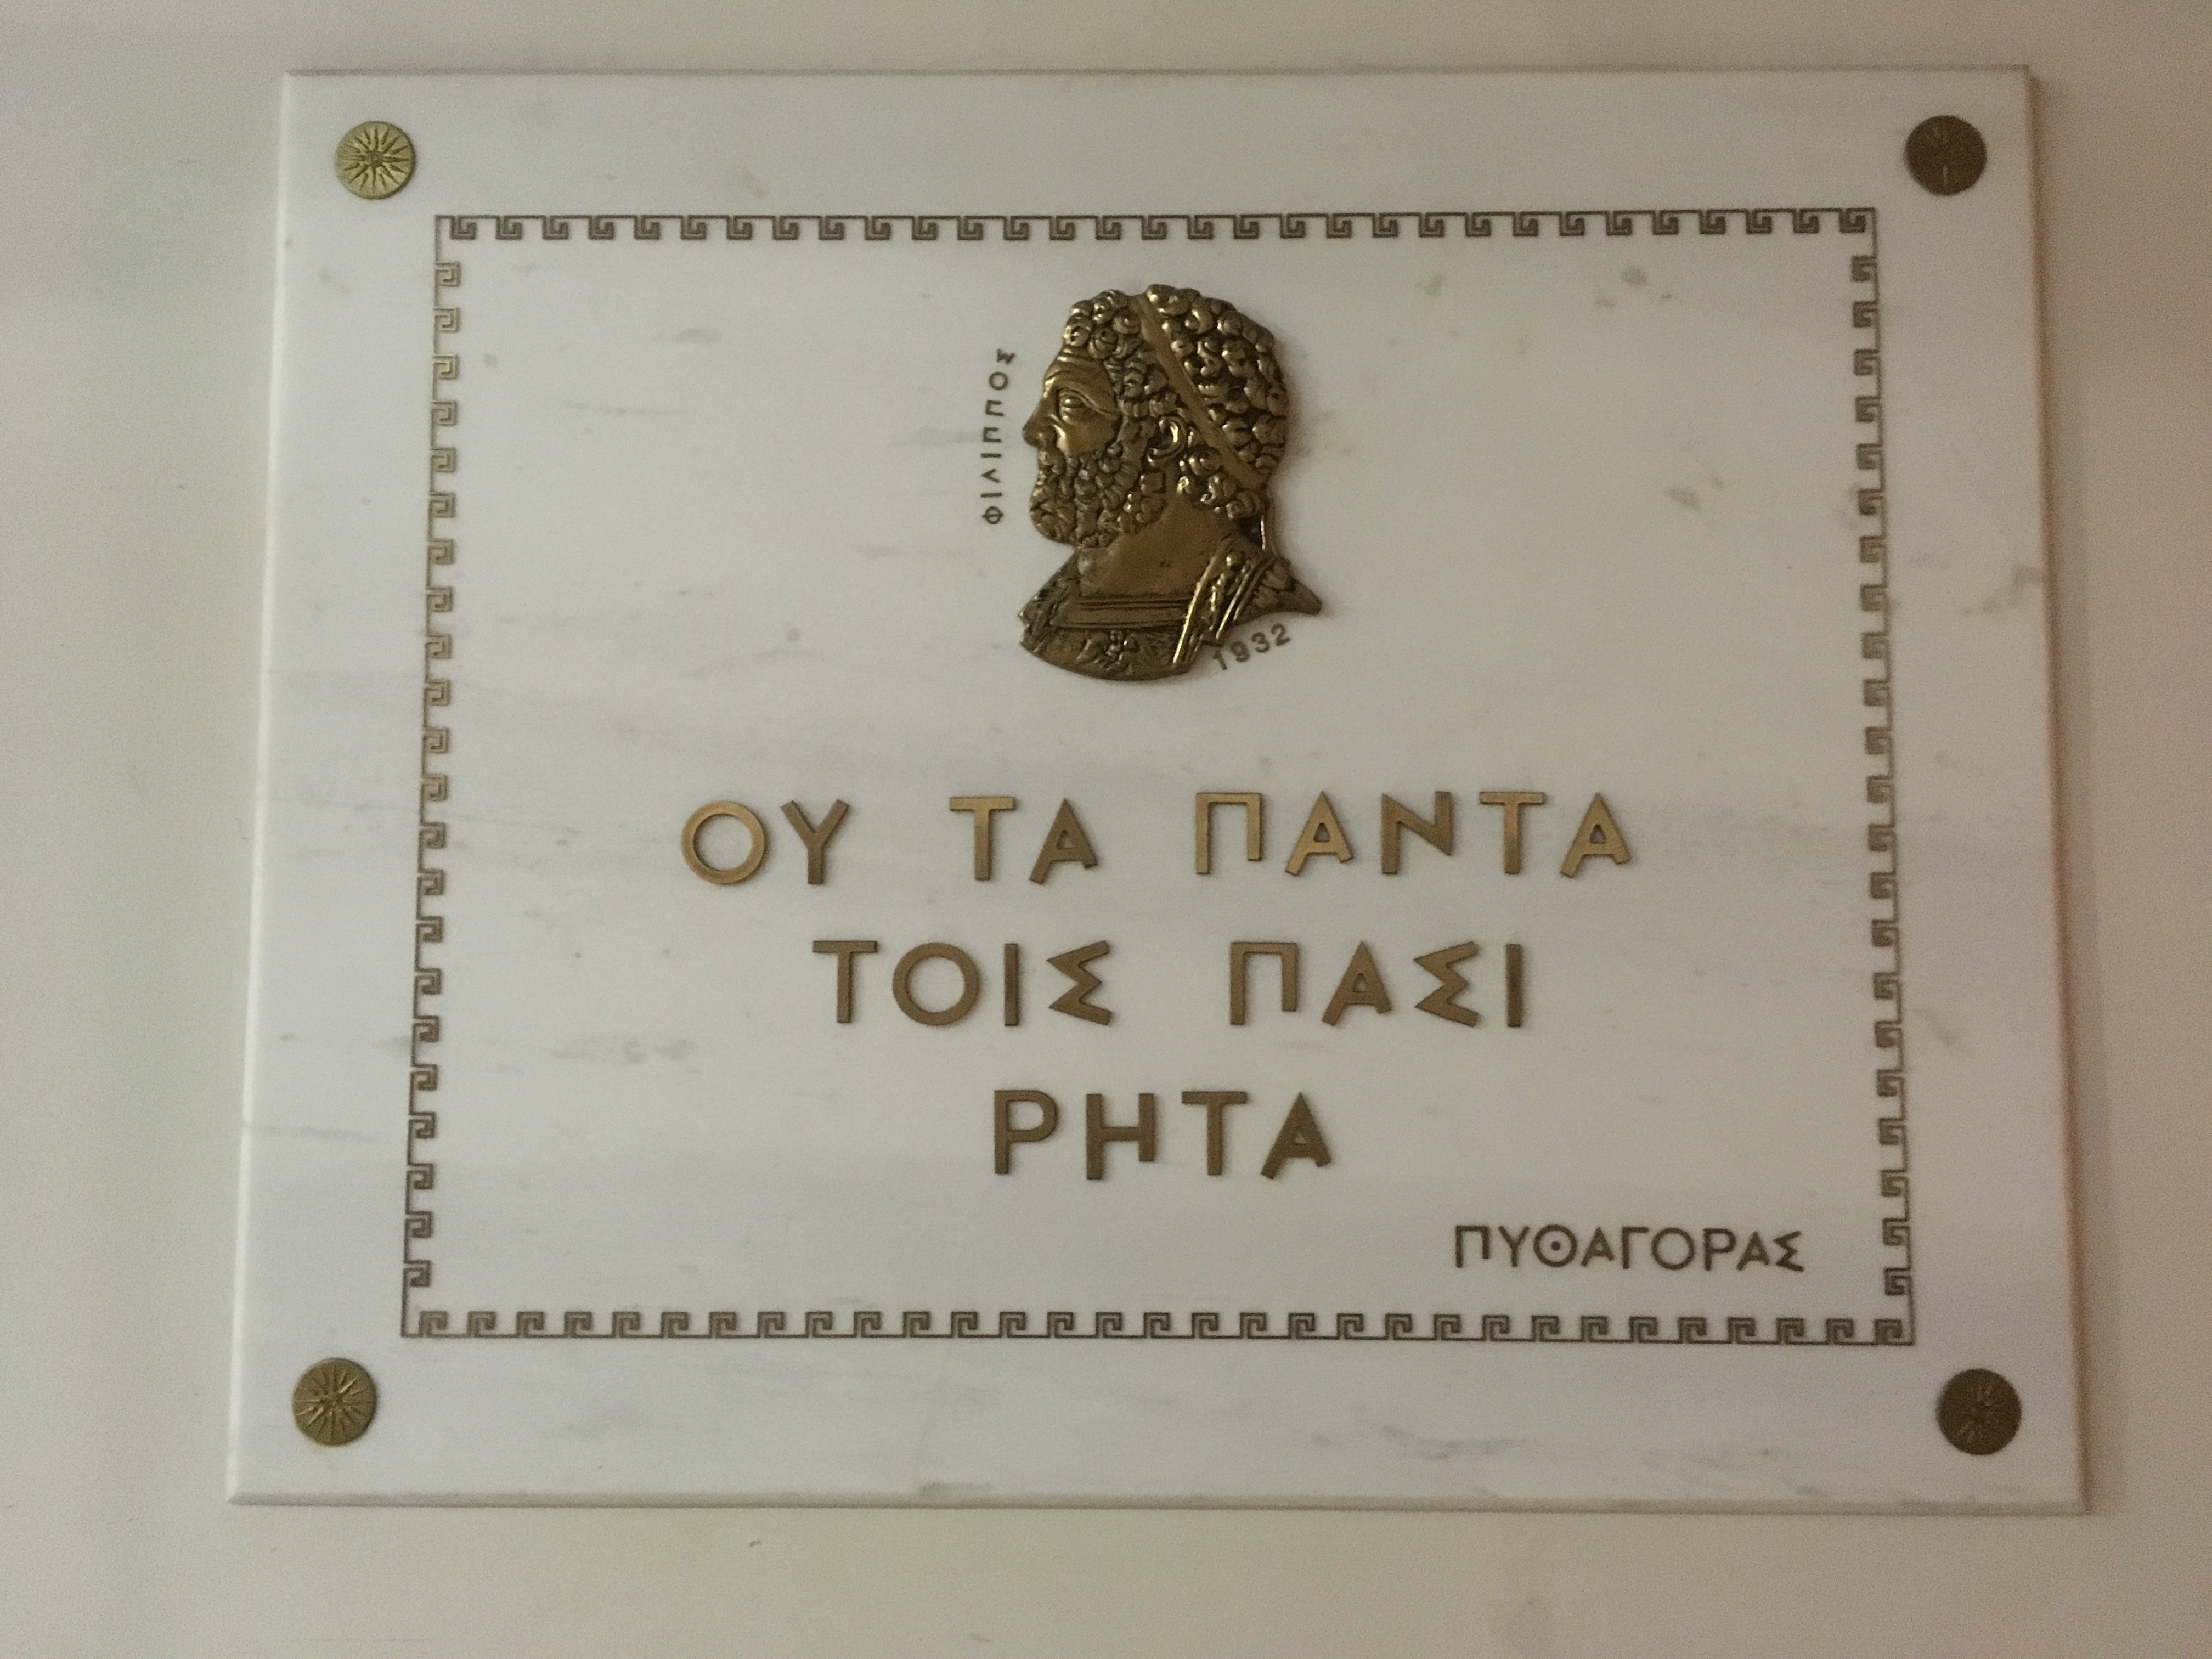 ΦΙΛΙΠΠΟΣ
1932
ΟΥ ΤΑ ΠΑΝΤΑ
ΤΟΙΣ ΠΑΣΙ
ΡΗΤΑ
ΠΥΘΑΓΟΡΑΣ